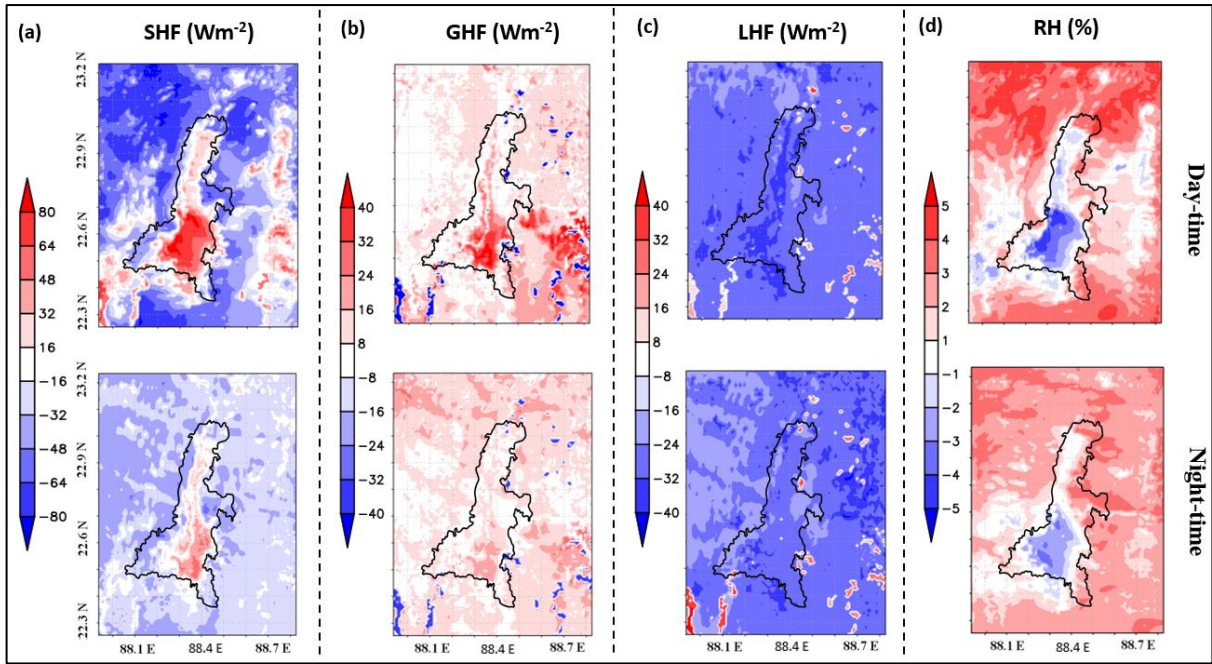 (a) SHF (Wm-2)
(b) GHF (Wm-2)
(c) LHF (Wm-2)
(d) RH (%)
23.2 N
22.9 N
22.6 N
22.3 N
80
64
48
32
16
−16
−32
−48
−64
−80
40
32
24
16
8
−8
−16
−24
−32
−40
40
32
24
16
8
−8
−16
−24
−32
−40
5
4
3
2
1
−1
−2
−3
−4
−5
Day-time
23.2 N
22.9 N
22.6 N
22.3 N
Night-time
88.1 E 88.4 E 88.7 E
88.1 E 88.4 E 88.7 E
88.1 E 88.4 E 88.7 E
88.1 E 88.4 E 88.7 E